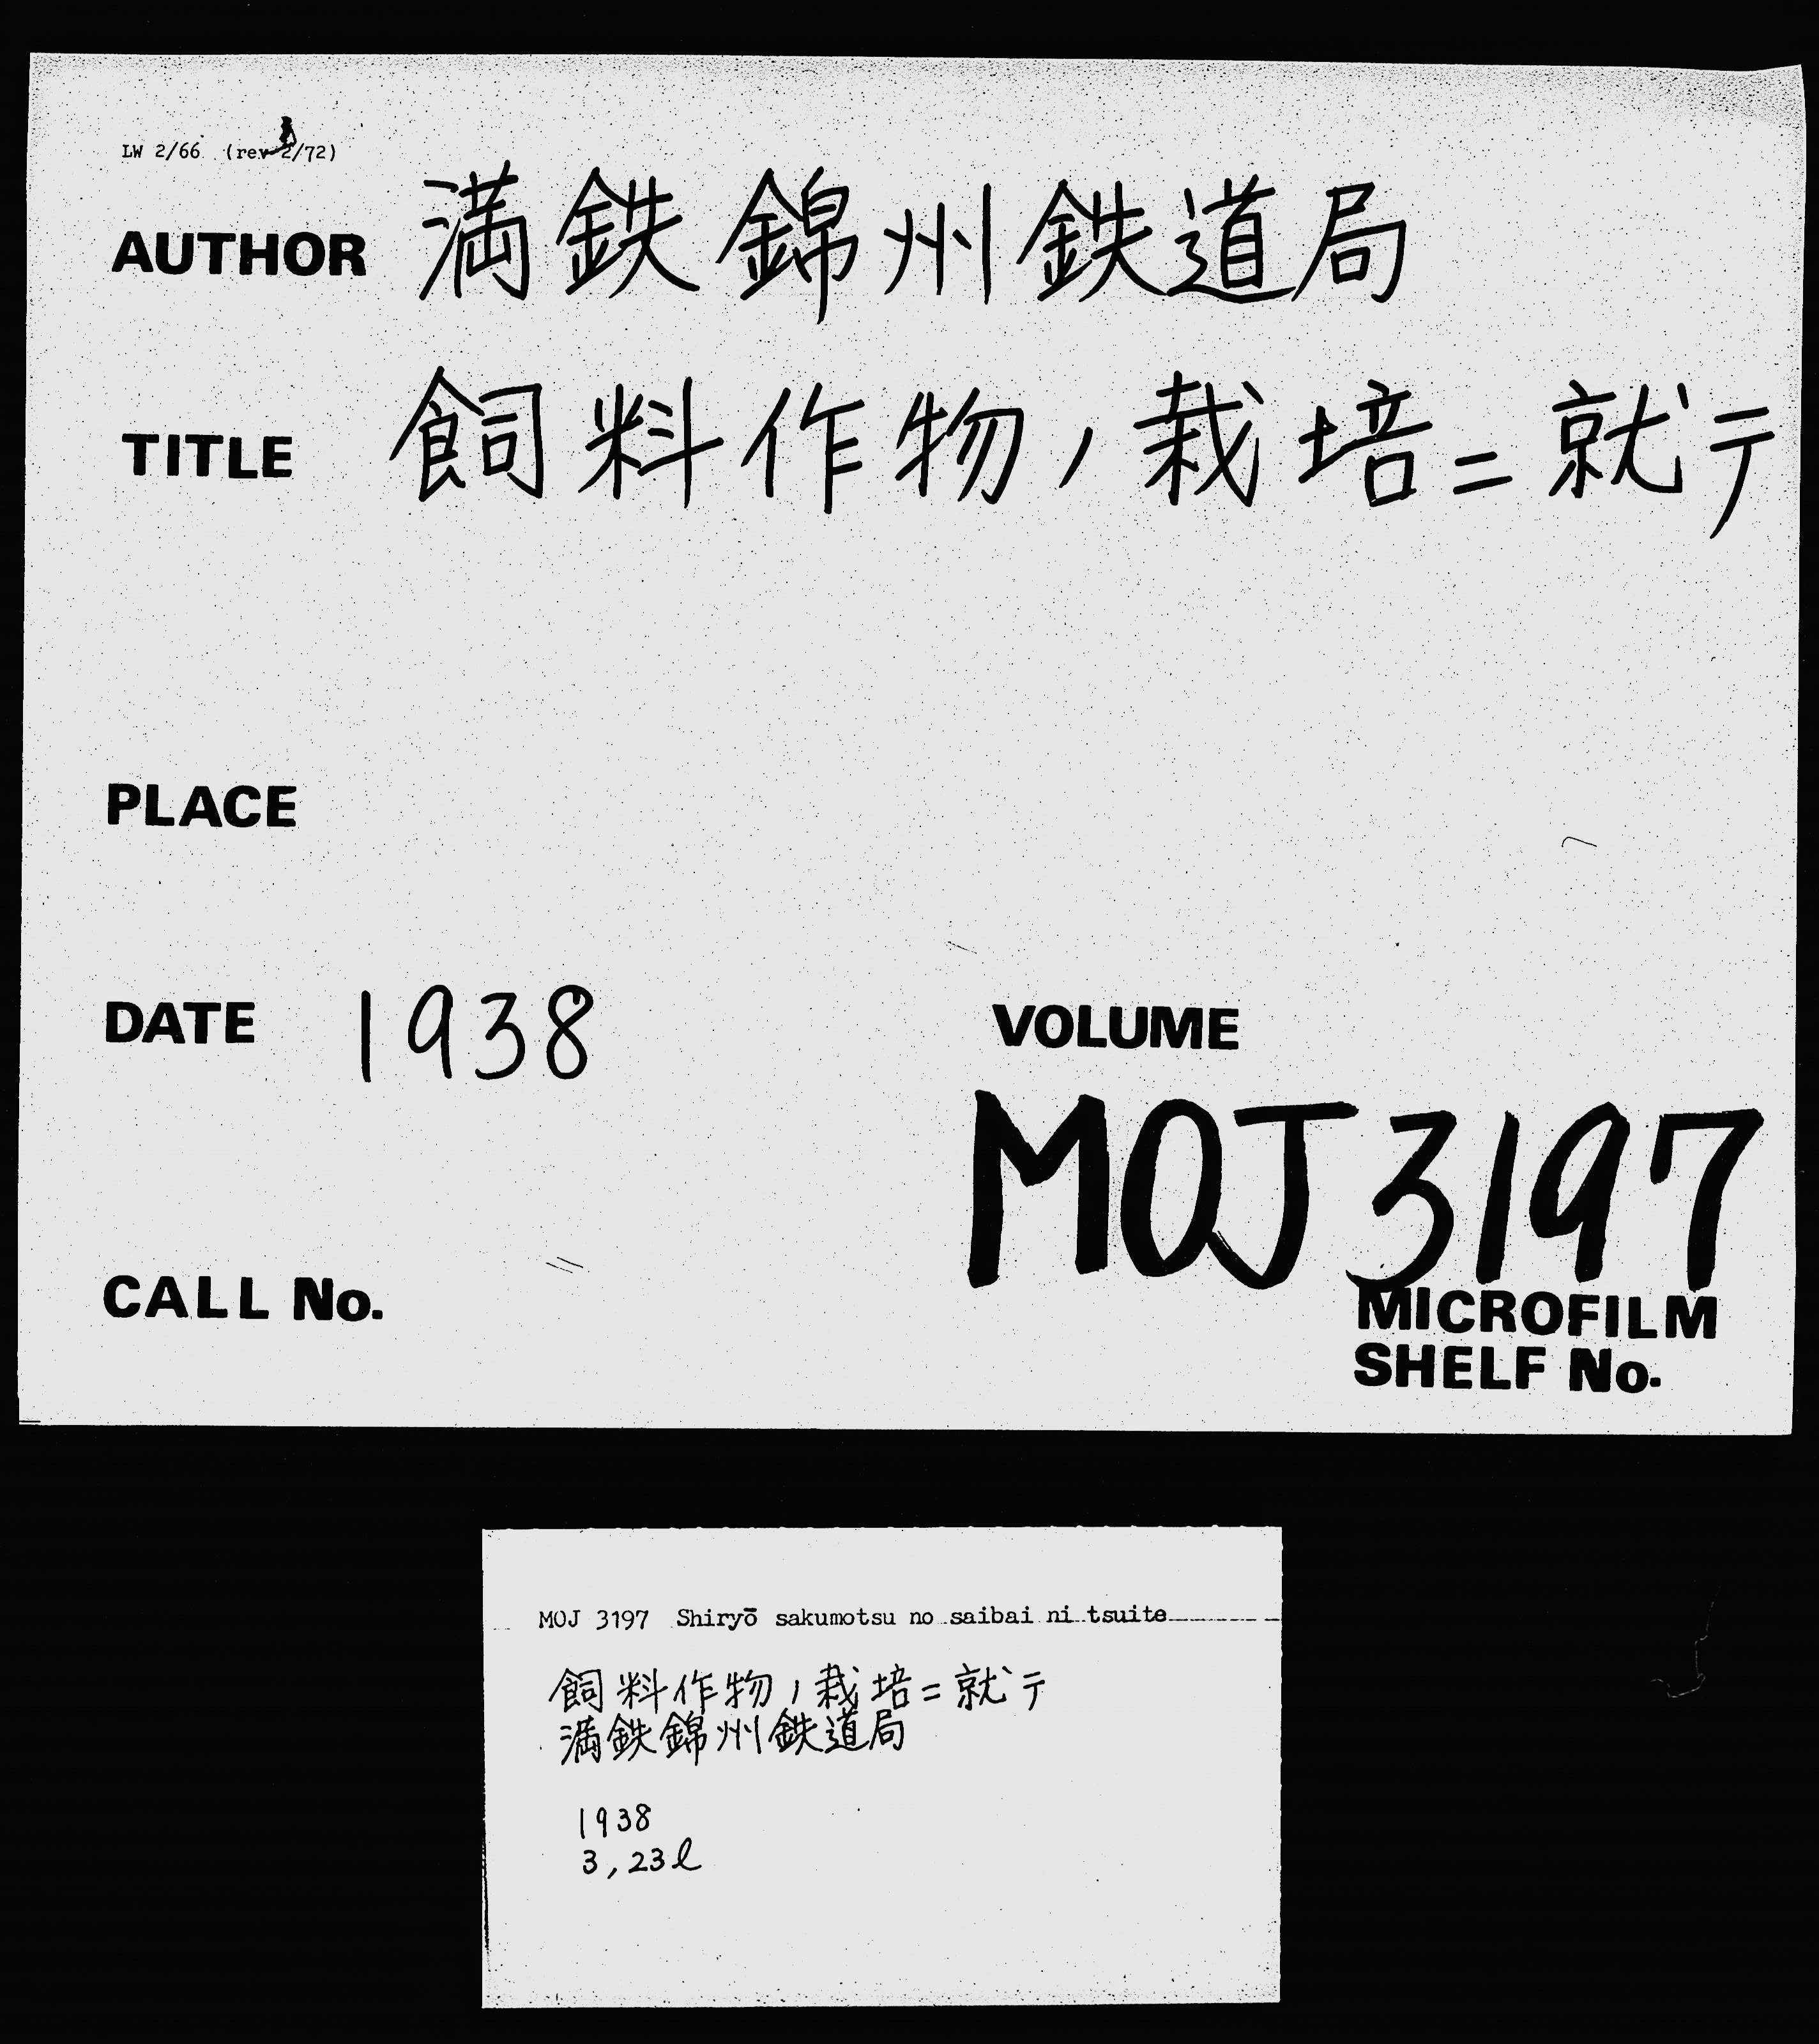 LW 2/66 (rev 2/72)
AUTHOR 満鉄錦州鉄道局
TITLE 飼料作物ノ栽培ニ就テ
PLACE
DATE 1938
VOLUME
MOJ 3197
CALL No.
MICROFILM
SHELF No.
MOJ 3197 Shiryō sakumotsu no saibai ni tsuite
飼料作物ノ栽培ニ就テ
満鉄錦州鉄道局
1938
3,23ℓ